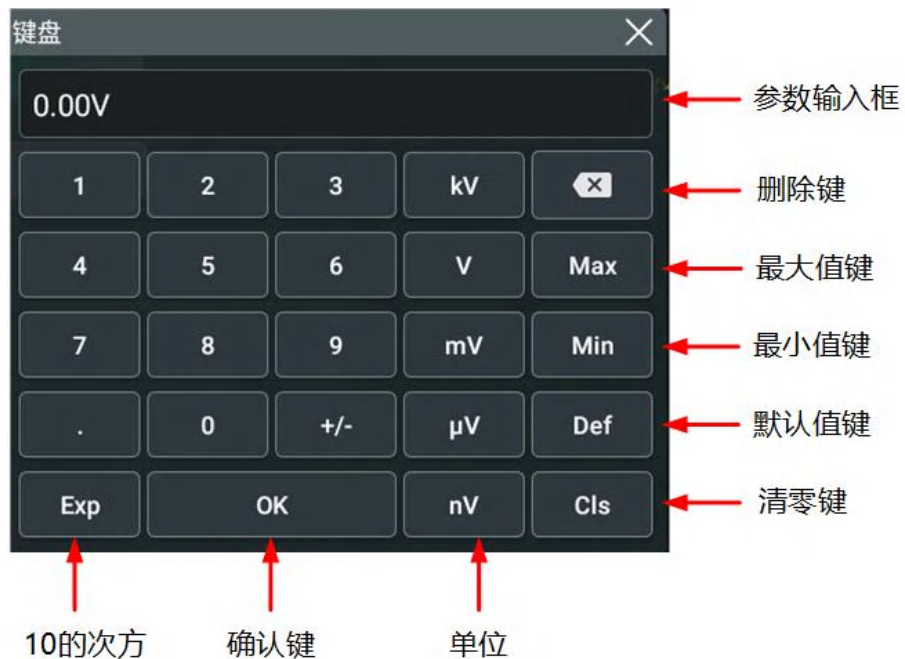 键盘
0.00V
参数输入框
1 2 3 kV
删除键
4 5 6 V Max
最大值键
7 8 9 mV Min
最小值键
. 0 +/- μV Def
默认值键
Exp OK nV Cls
清零键
10的次方 确认键 单位